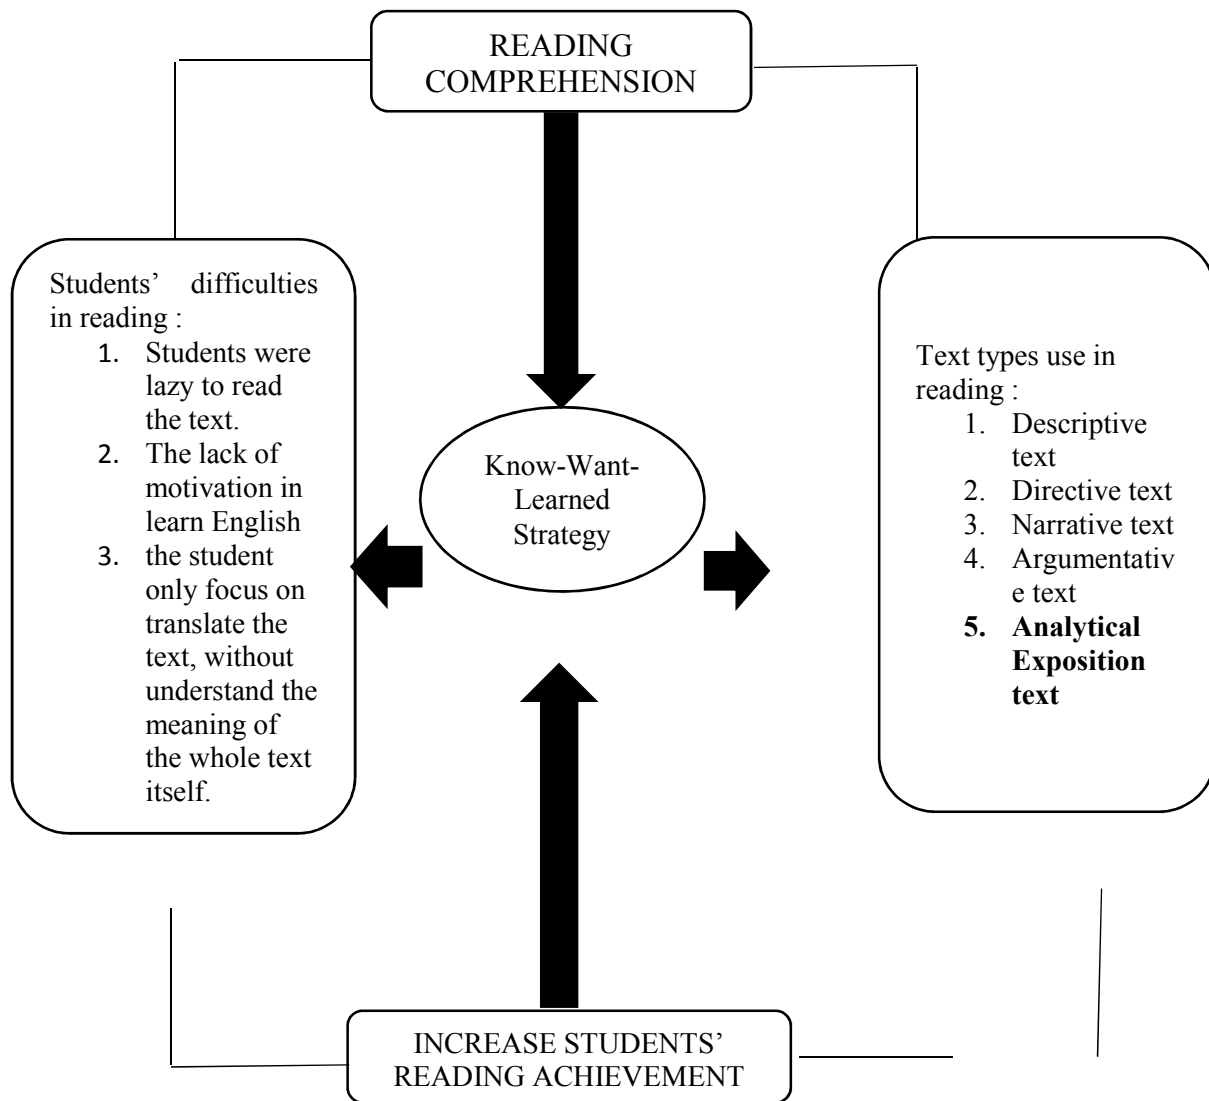 READING
COMPREHENSION
Students’ difficulties
in reading :
1. Students were
lazy to read
the text.
2. The lack of
motivation in
learn English
3. the student
only focus on
translate the
text, without
understand the
meaning of
the whole text
itself.
Know-Want-
Learned
Strategy
Text types use in
reading :
1. Descriptive
text
2. Directive text
3. Narrative text
4. Argumentativ
e text
5. Analytical
Exposition
text
INCREASE STUDENTS’
READING ACHIEVEMENT